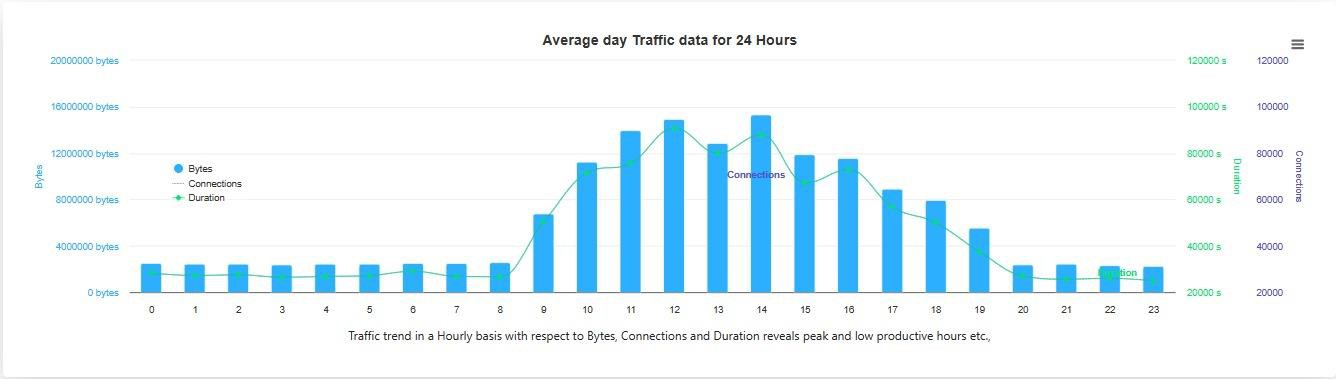 Average day Traffic data for 24 Hours
20000000 bytes
16000000 bytes
12000000 bytes
8000000 bytes
4000000 bytes
0 bytes
Bytes
Bytes
Connections
Duration
Connections
Duration
120000 s
100000 s
80000 s
60000 s
40000 s
20000 s
Duration
120000
100000
80000
60000
40000
20000
Connections
0 1 2 3 4 5 6 7 8 9 10 11 12 13 14 15 16 17 18 19 20 21 22 23
Traffic trend in a Hourly basis with respect to Bytes, Connections and Duration reveals peak and low productive hours etc.,